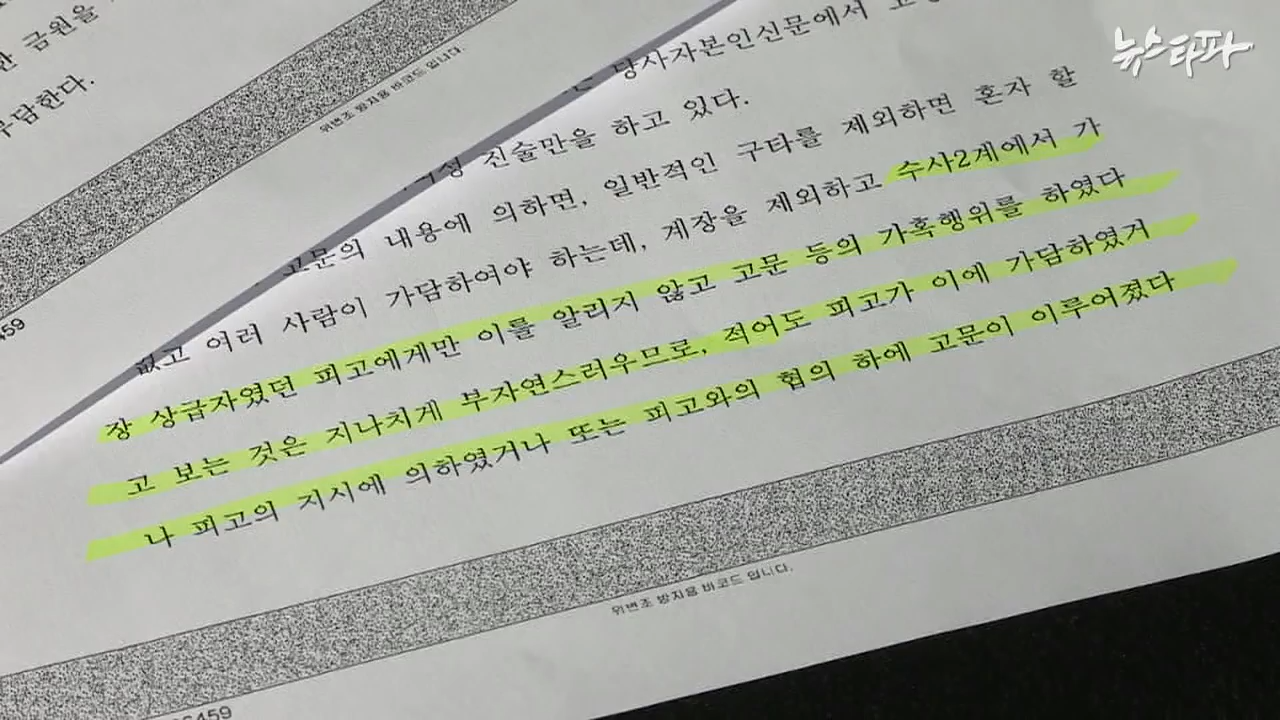 뉴스타파
한 금원을
부담한다.
위변조 방지용 바코드 입니다.
당사자본인신문에서
진술만을 하고 있다.
고문의 내용에 의하면, 일반적인 구타를 제외하면 혼자 할
없고 여러 사람이 가담하여야 하는데, 계장을 제외하고 수사2계에서 가
장 상급자였던 피고에게만 이를 알리지 않고 고문 등의 가혹행위를 하였다
고 보는 것은 지나치게 부자연스러우므로, 적어도 피고가 이에 가담하였거
나 피고의 지시에 의하였거나 또는 피고와의 협의 하에 고문이 이루어졌다
위변조 방지용 바코드 입니다.
459
6459